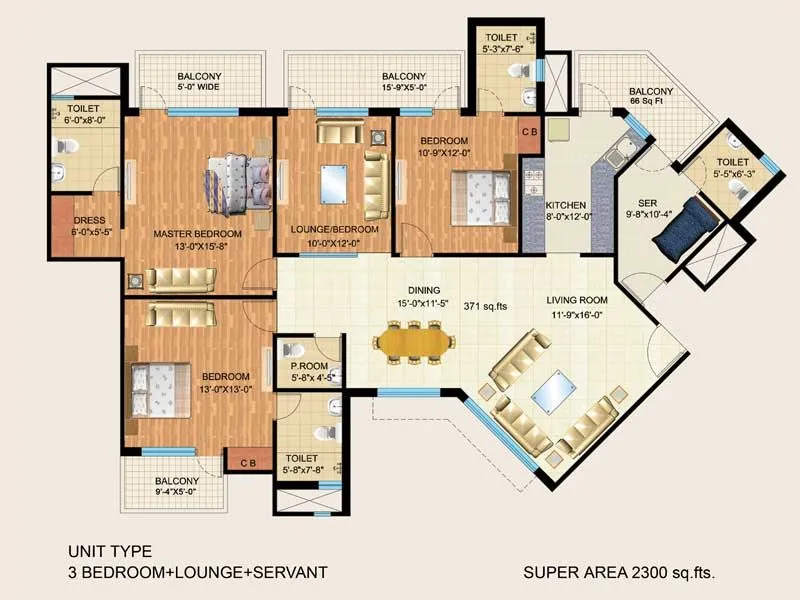 TOILET
5'-3"x7'-6"
BALCONY
5'-0" WIDE
BALCONY
15'-9"X5'-0"
BALCONY
66 Sq Ft
TOILET
6'-0"x8'-0"
BEDROOM
10'-9"X12'-0"
C B
TOILET
5'-5"x6'-3"
DRESS
6'-0"x5'-5"
MASTER BEDROOM
13'-0"X15'-8"
LOUNGE/BEDROOM
10'-0"X12'-0"
KITCHEN
8'-0"x12'-0"
SER
9'-8"x10'-4"
DINING
15'-0"x11'-5"
371 sq.fts
LIVING ROOM
11'-9"x16'-0"
BEDROOM
13'-0"X13'-0"
P.ROOM
5'-8"x 4'-5"
C B
TOILET
5'-8"x7'-8"
BALCONY
9'-4"X5'-0"
UNIT TYPE
3 BEDROOM+LOUNGE+SERVANT
SUPER AREA 2300 sq.fts.